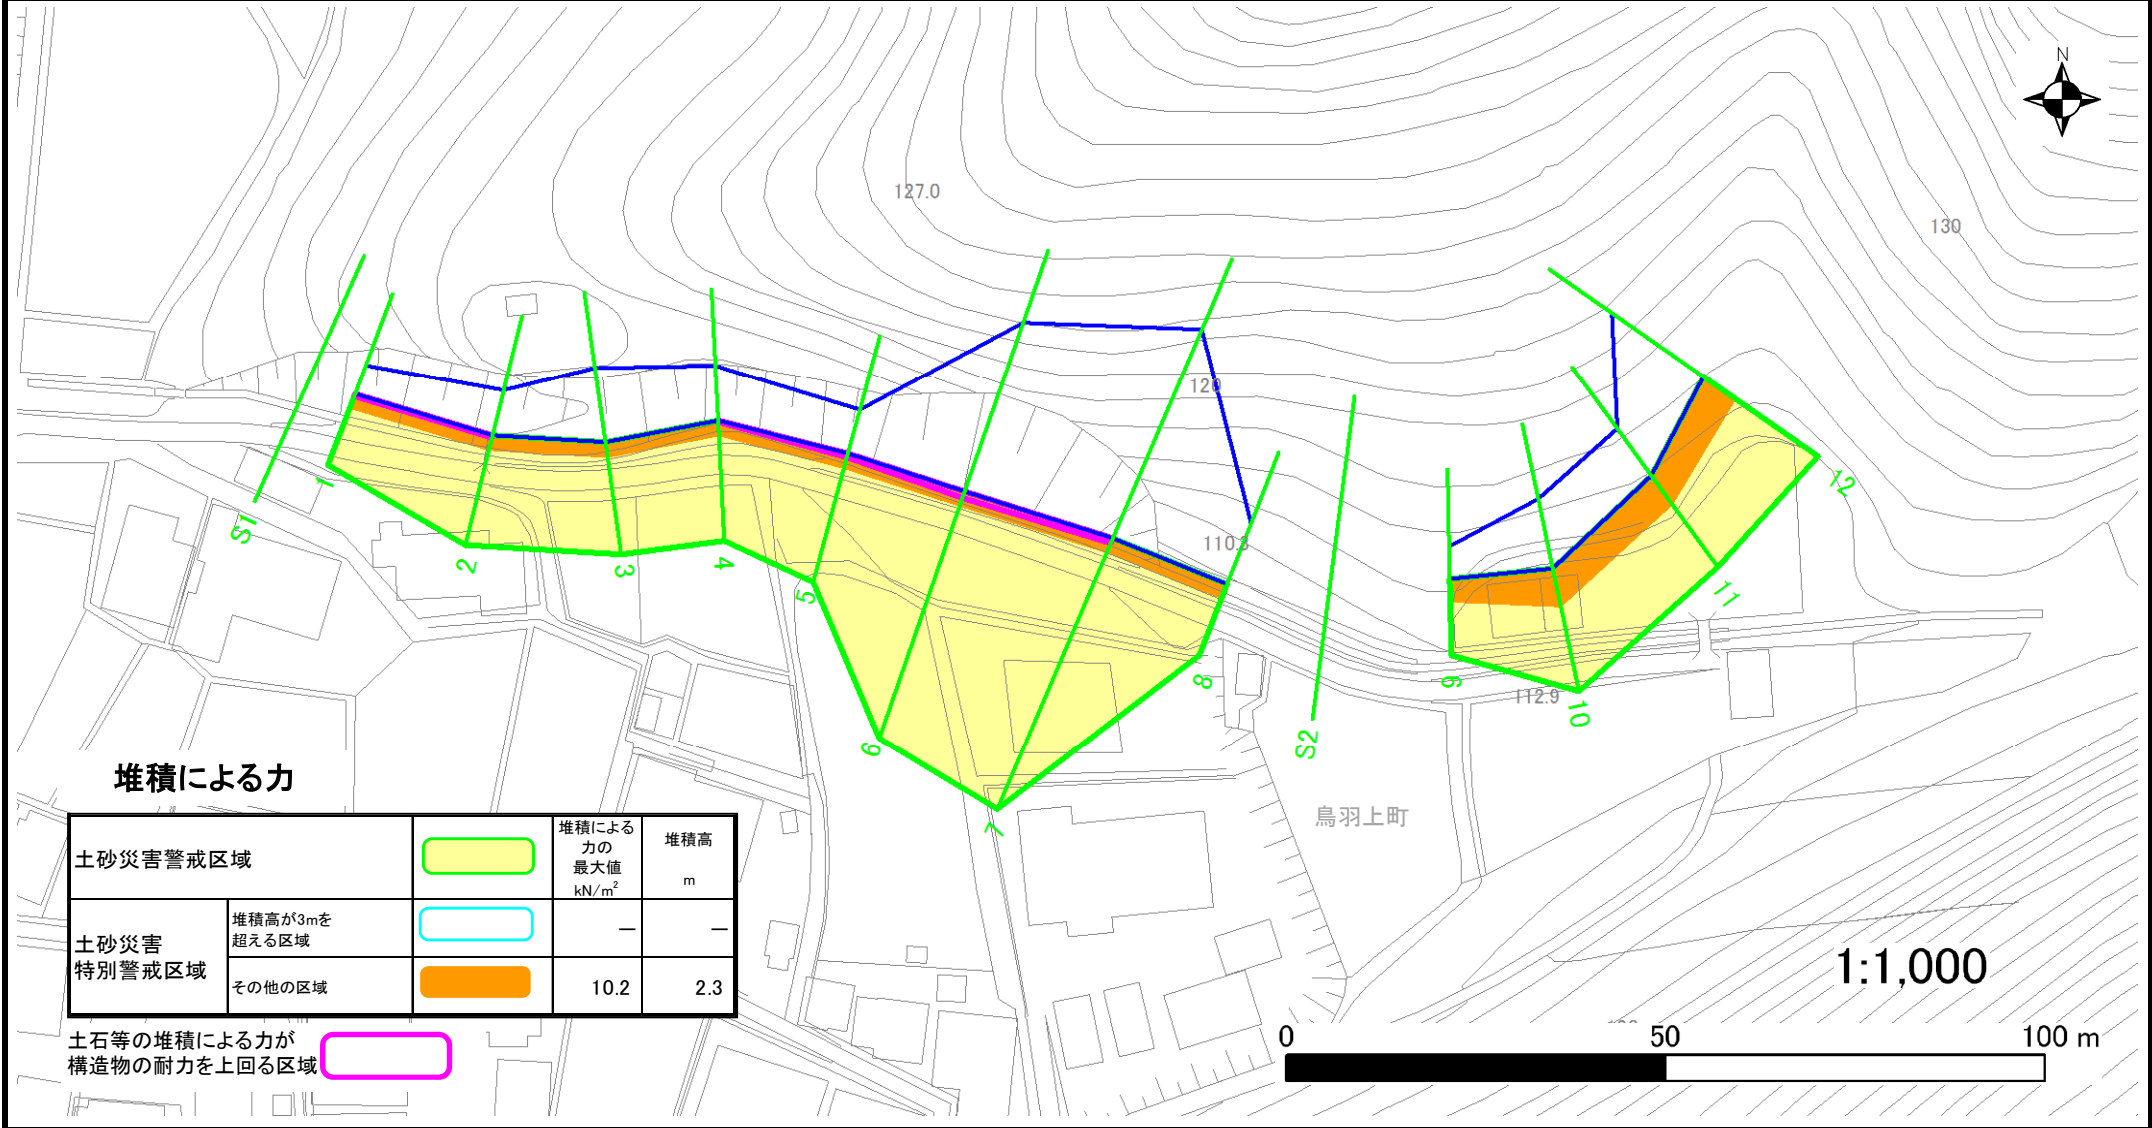 N
127.0
130
120
110.3
112.9
S1
1
2
3
4
5
6
7
8
S2
9
10
11
12
鳥羽上町
堆積による力
土砂災害警戒区域
堆積による
力の
最大値
kN/m²
堆積高
m
土砂災害
特別警戒区域
堆積高が3mを
超える区域
―
―
その他の区域
10.2
2.3
土石等の堆積による力が
構造物の耐力を上回る区域
1:1,000
0
50
100 m